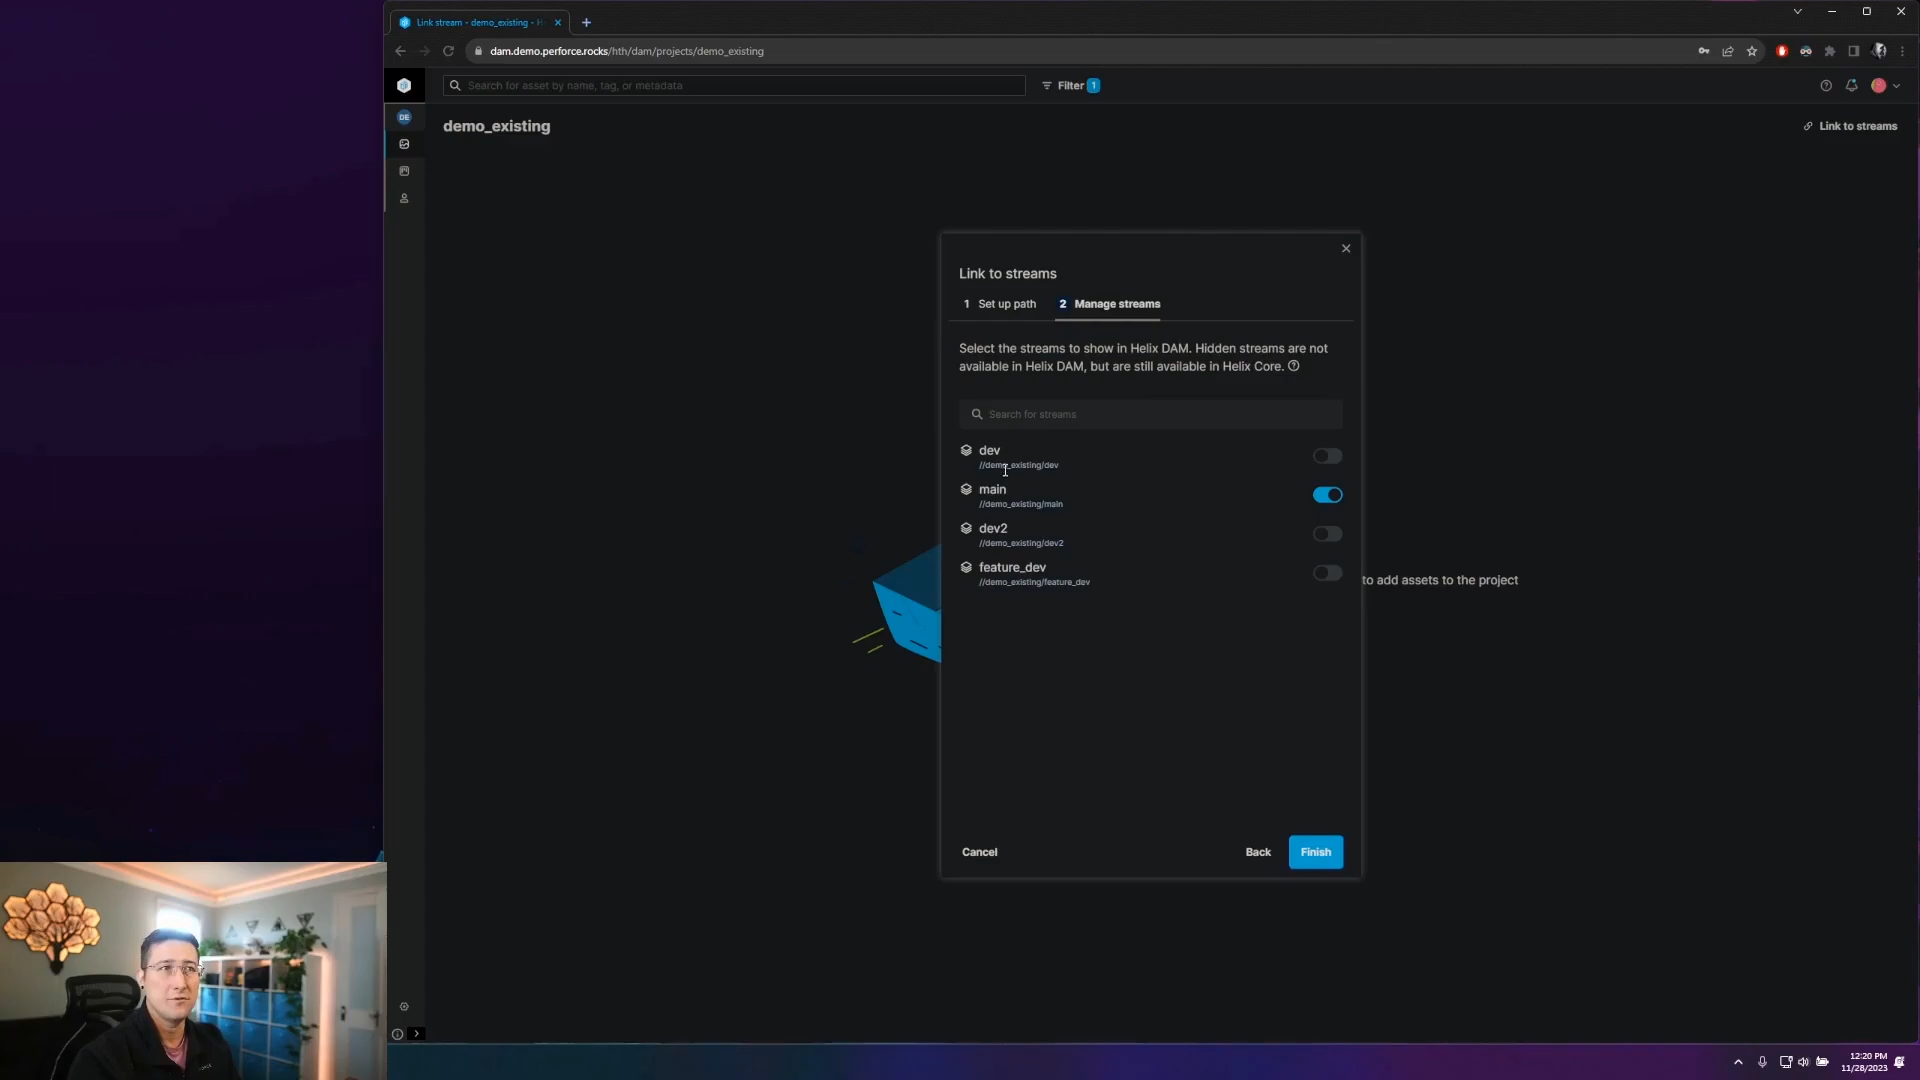 Link stream - demo_existing - H
dam.demo.perforce.rocks/hth/dam/projects/demo_existing
Search for asset by name, tag, or metadata
Filter 1
DE
demo_existing
Link to streams
Link to streams
1 Set up path
2 Manage streams
Select the streams to show in Helix DAM. Hidden streams are not
available in Helix DAM, but are still available in Helix Core.
Search for streams
dev
//demo_existing/dev
main
//demo_existing/main
dev2
//demo_existing/dev2
feature_dev
//demo_existing/feature_dev
to add assets to the project
Cancel
Back
Finish
12:20 PM
11/28/2023